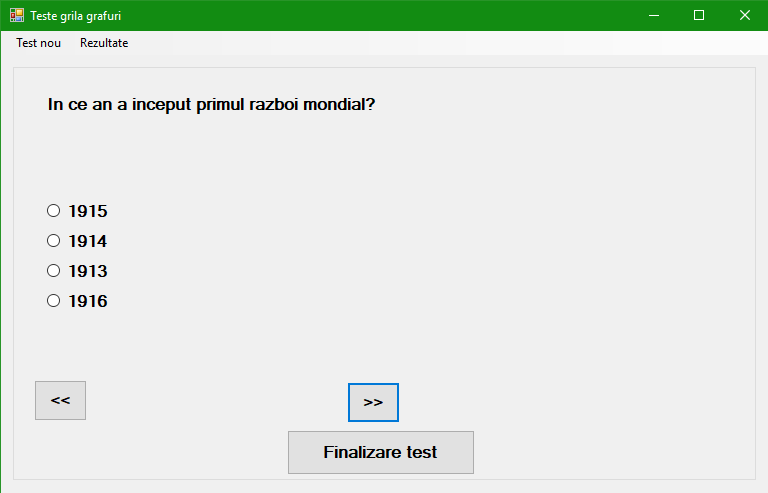 Teste grila grafuri
Test nou Rezultate
In ce an a inceput primul razboi mondial?
1915
1914
1913
1916
<< >>
Finalizare test